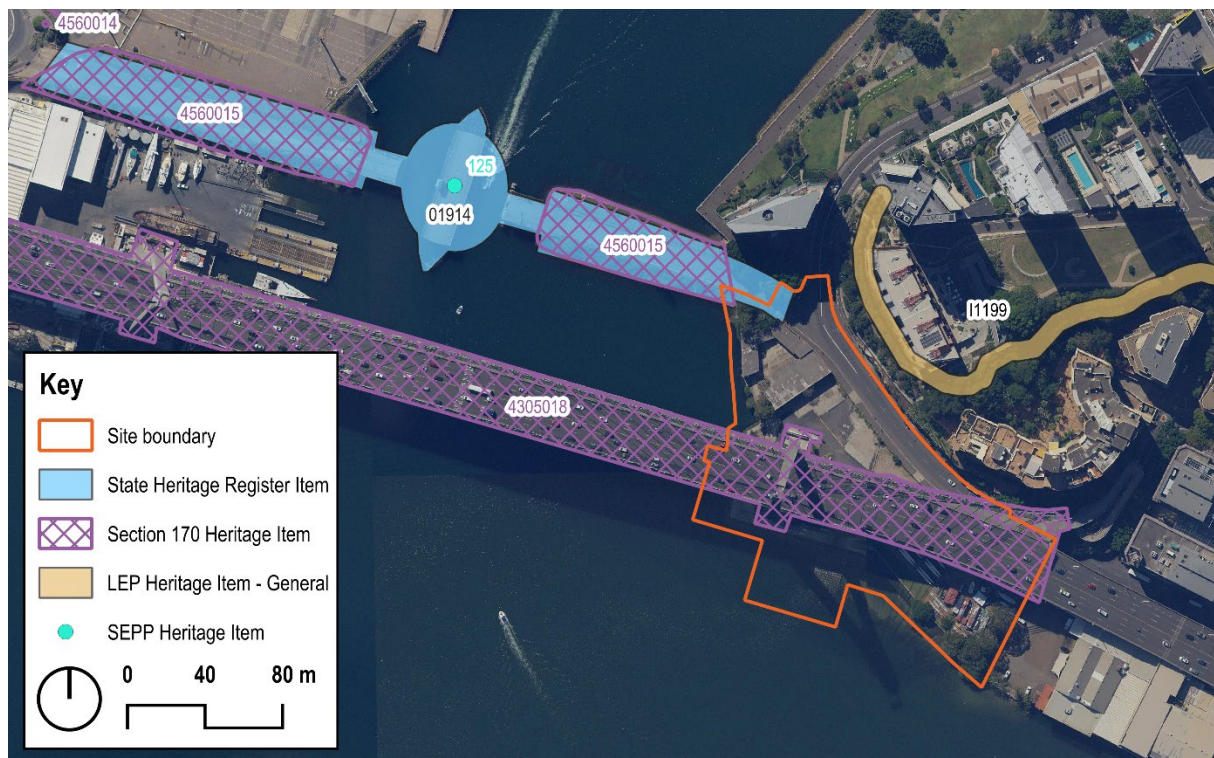 4560014
4560015
125
01914
4560015
I1199
4305018
Key
Site boundary
State Heritage Register Item
Section 170 Heritage Item
LEP Heritage Item - General
SEPP Heritage Item
0 40 80 m